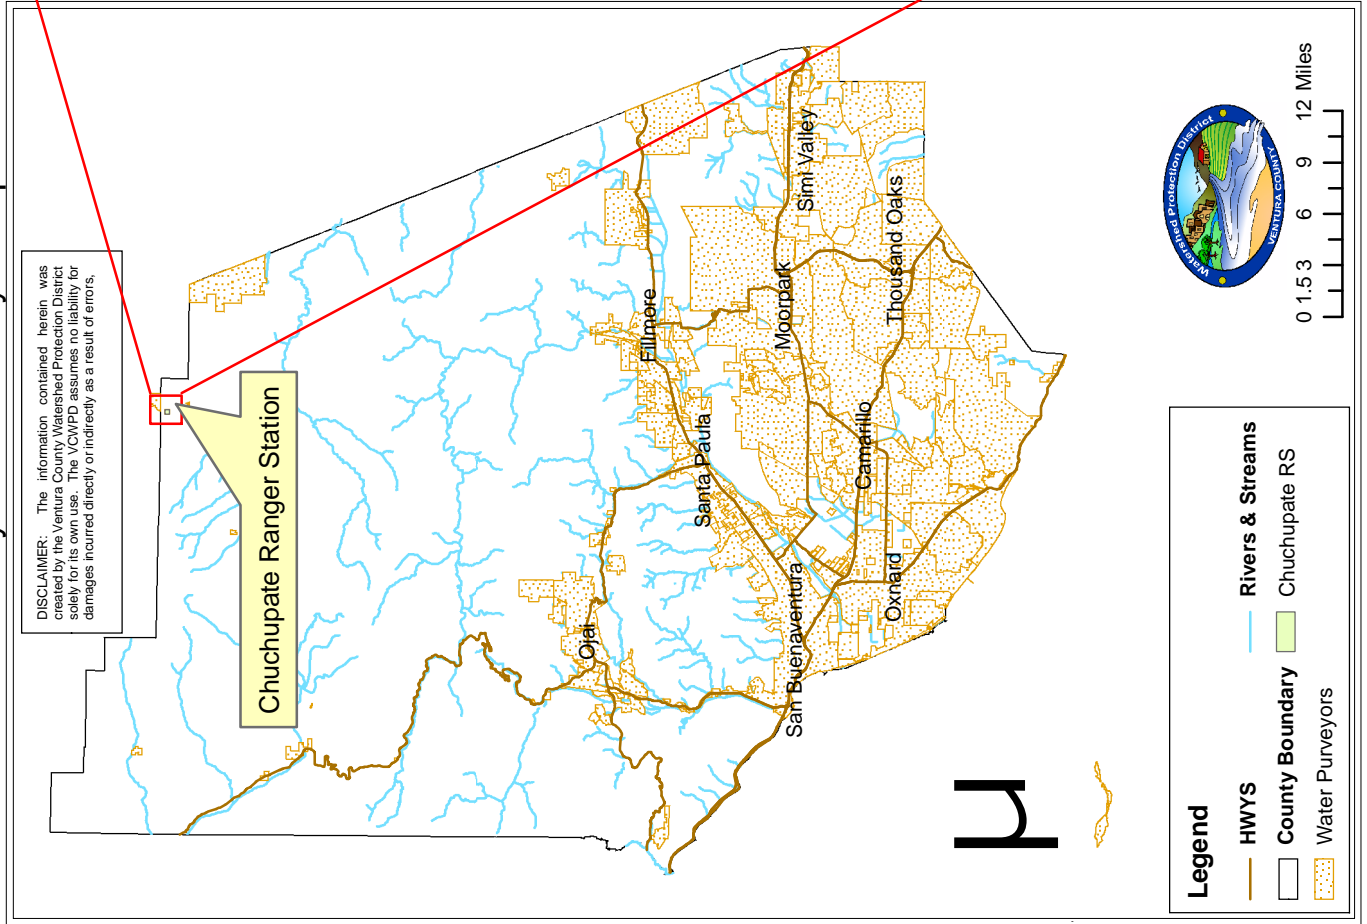 DISCLAIMER: The information contained herein was
created by the Ventura County Watershed Protection District
solely for its own use. The VCWPD assumes no liability for
damages incurred directly or indirectly as a result of errors,
Chuchupate Ranger Station
Ojai
Santa Paula
Fillmore
San Buenaventura
Oxnard
Camarillo
Moorpark
Simi Valley
Thousand Oaks
µ
Legend
HWYS
County Boundary
Water Purveyors
Rivers & Streams
Chuchupate RS
Watershed Protection District
VENTURA COUNTY
0 1.5 3 6 9 12 Miles